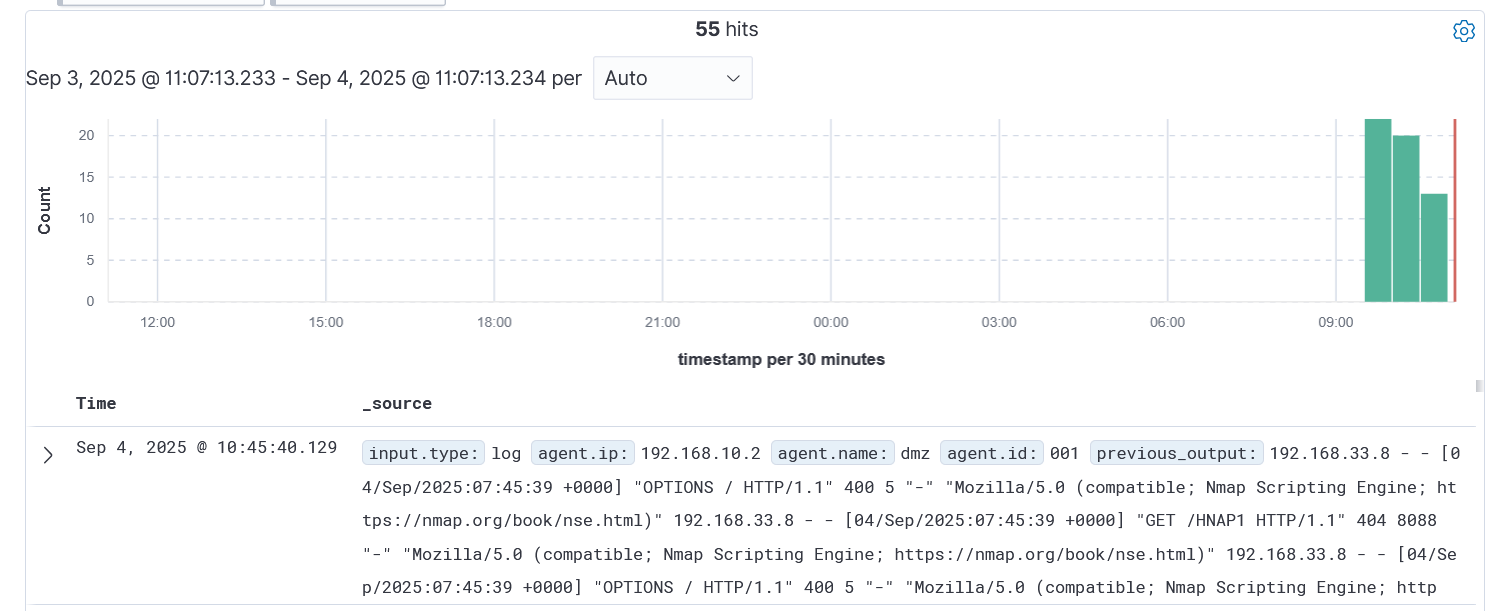 55 hits
Sep 3, 2025 @ 11:07:13.233 - Sep 4, 2025 @ 11:07:13.234 per Auto
Count
20
15
10
5
0
12:00 15:00 18:00 21:00 00:00 03:00 06:00 09:00
timestamp per 30 minutes
Time _source
Sep 4, 2025 @ 10:45:40.129 input.type: log agent.ip: 192.168.10.2 agent.name: dmz agent.id: 001 previous_output: 192.168.33.8 - - [0
4/Sep/2025:07:45:39 +0000] "OPTIONS / HTTP/1.1" 400 5 "-" "Mozilla/5.0 (compatible; Nmap Scripting Engine; ht
tps://nmap.org/book/nse.html)" 192.168.33.8 - - [04/Sep/2025:07:45:39 +0000] "GET /HNAP1 HTTP/1.1" 404 8088
"-" "Mozilla/5.0 (compatible; Nmap Scripting Engine; https://nmap.org/book/nse.html)" 192.168.33.8 - - [04/Se
p/2025:07:45:39 +0000] "OPTIONS / HTTP/1.1" 400 5 "-" "Mozilla/5.0 (compatible; Nmap Scripting Engine; http